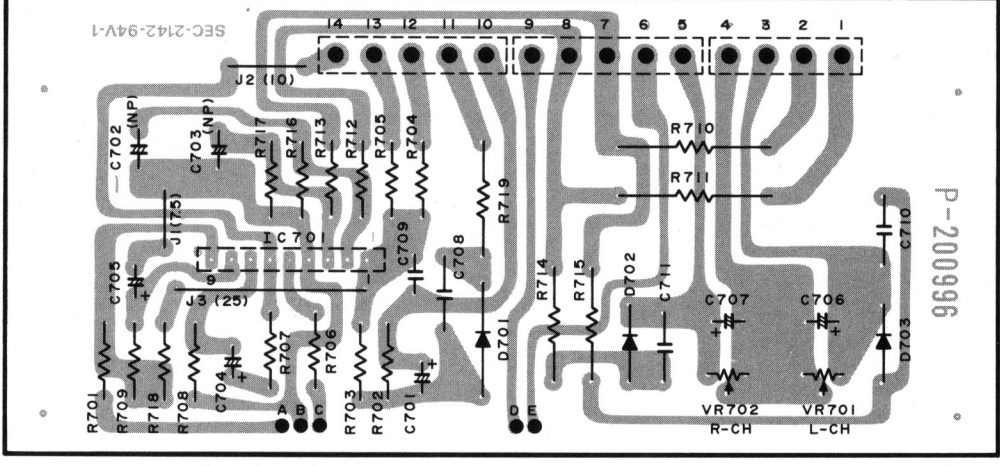 SEC-2142-94V-1
14 13 12 11 10 9 8 7 6 5 4 3 2 1
J2 (10)
C702 (NP)
C703 (NP)
R717
R716
R713
R712
R705
R704
R710
R711
R719
J1(7.5)
IC701
1
9
J3 (25)
C705
C709
C708
R714
R715
D702
C711
C710
P-200996
C707
C706
D701
D703
R707
R706
C704
R701
R709
R718
R708
A B C
R703
R702
C701
D E
VR702
R-CH
VR701
L-CH